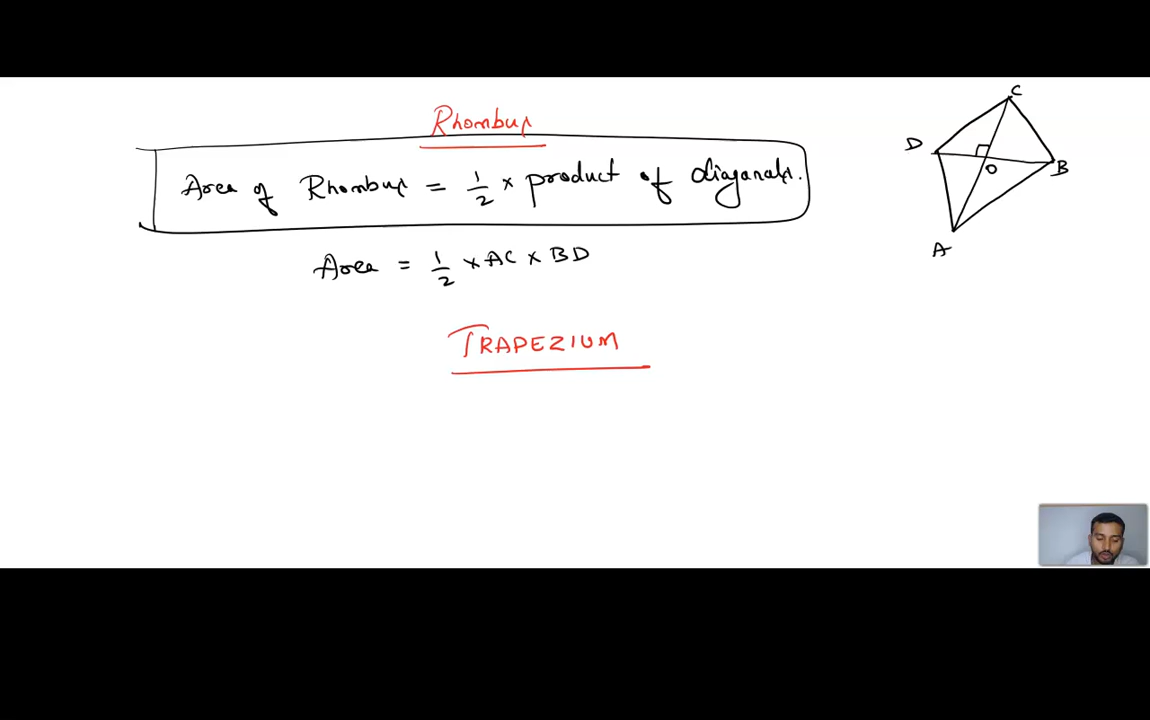 Rhombus
Area of Rhombus = 1/2 × product of diagonals.
Area = 1/2 × AC × BD
TRAPEZIUM
C
D
O
B
A